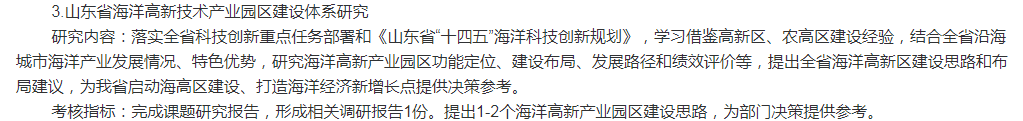 3.山东省海洋高新技术产业园区建设体系研究
研究内容：落实全省科技创新重点任务部署和《山东省“十四五”海洋科技创新规划》，学习借鉴高新区、农高区建设经验，结合全省沿海
城市海洋产业发展情况、特色优势，研究海洋高新产业园区功能定位、建设布局、发展路径和绩效评价等，提出全省海洋高新区建设思路和布
局建议，为我省启动海高区建设、打造海洋经济新增长点提供决策参考。
考核指标：完成课题研究报告，形成相关调研报告1份。提出1-2个海洋高新产业园区建设思路，为部门决策提供参考。